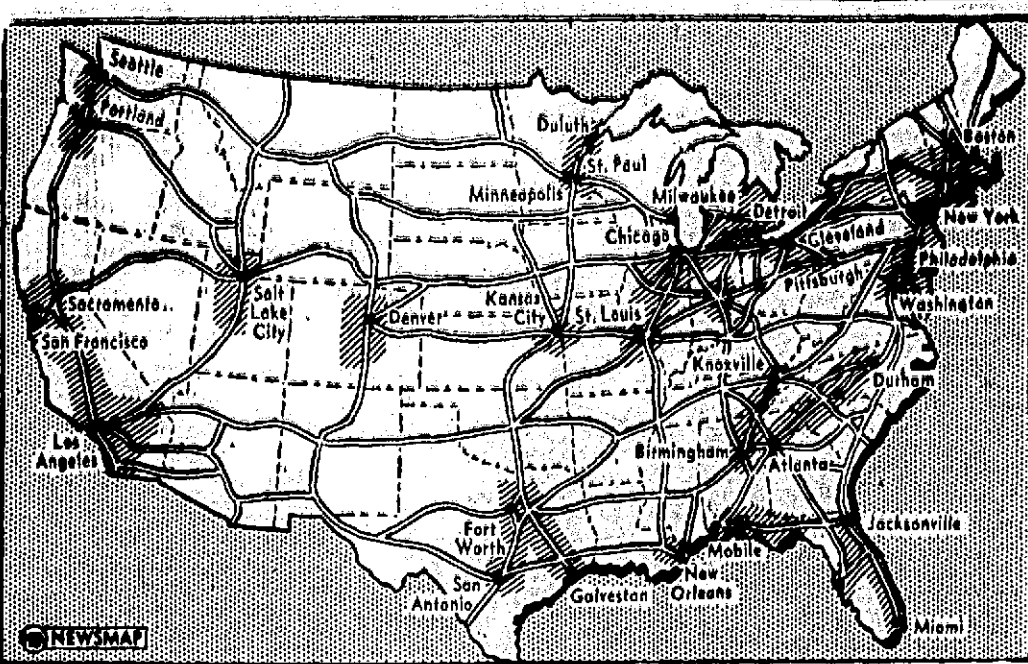 Seattle
Portland
Duluth
St. Paul
Minneapolis
Milwaukee
Detroit
Boston
New York
Chicago
Cleveland
Philadelphia
Pittsburgh
Washington
Sacramento
Salt
Lake
City
Denver
Kansas
City
St. Louis
San Francisco
Knoxville
Durham
Los
Angeles
Birmingham
Atlanta
Fort
Worth
Mobile
Jacksonville
San
Antonio
Galveston
New
Orleans
Miami
NEWSMAP